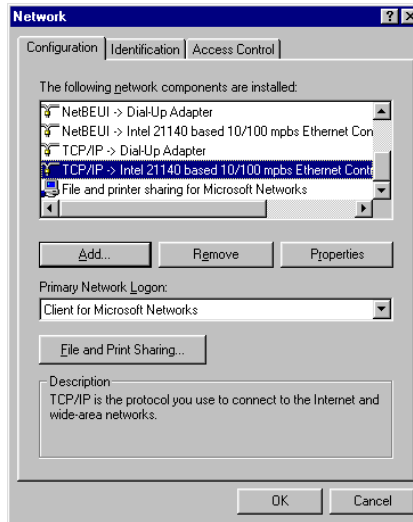 Network
Configuration Identification Access Control
The following network components are installed:
NetBEUI -> Dial-Up Adapter
NetBEUI -> Intel 21140 based 10/100 mpbs Ethernet Con
TCP/IP -> Dial-Up Adapter
TCP/IP -> Intel 21140 based 10/100 mpbs Ethernet Contr
File and printer sharing for Microsoft Networks
Add... Remove Properties
Primary Network Logon:
Client for Microsoft Networks
File and Print Sharing...
Description
TCP/IP is the protocol you use to connect to the Internet and
wide-area networks.
OK Cancel